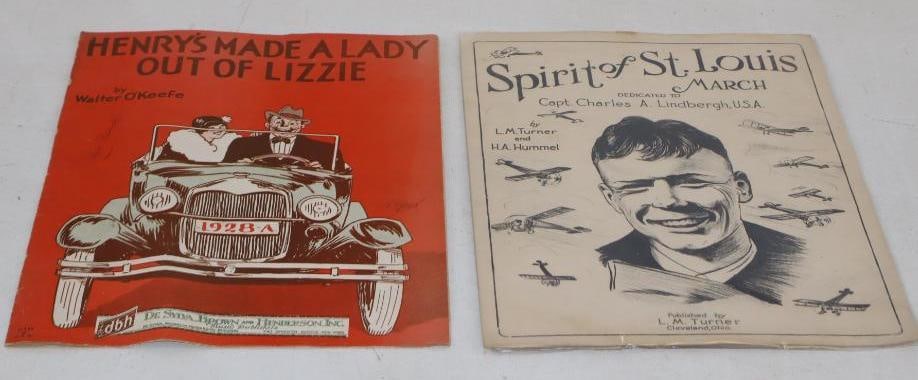 HENRY'S MADE A LADY
OUT OF LIZZIE
by
Walter O'Keefe
1928-A
dbh
DE SYLVA, BROWN AND HENDERSON, INC.
Spirit of St. Louis
MARCH
DEDICATED TO
Capt. Charles A. Lindbergh, U.S.A.
by
L.M. Turner
and
H.A. Hummel
Published by
L. M. Turner
Cleveland, Ohio